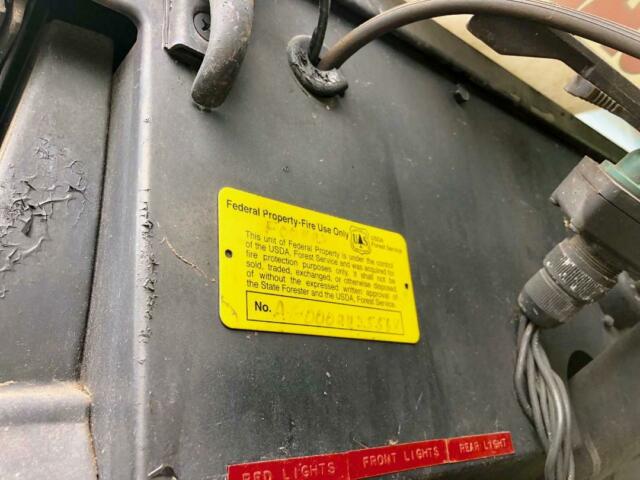 Federal Property-Fire Use Only
UAS
USDA
Forest Service
This unit of Federal Property is under the control
of the USDA, Forest Service and was acquired for
fire protection purposes only. It shall not be
sold, traded, exchanged, or otherwise disposed
of without the expressed written approval of
the State Forester and the USDA, Forest Service.
No.
RED LIGHTS
FRONT LIGHTS
REAR LIGHT